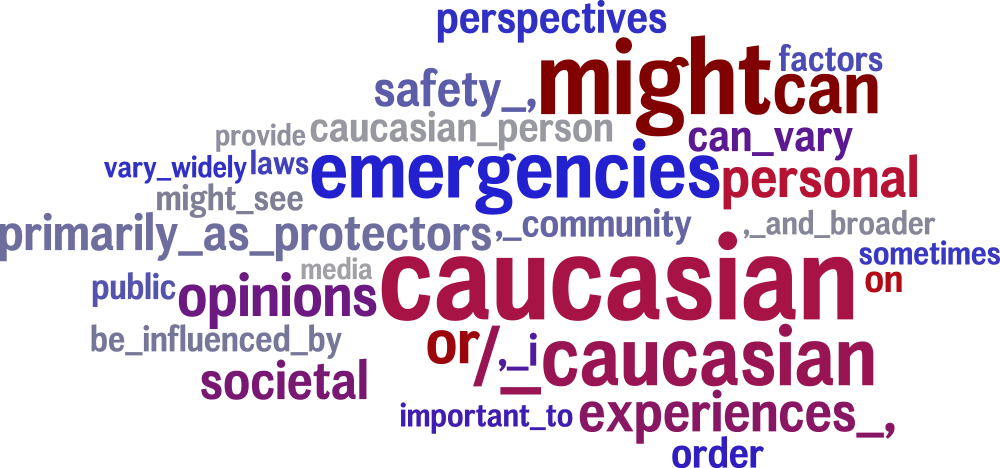 perspectives
might
factors
can
safety_,
provide
caucasian_person
can_vary
vary_widely
laws
emergencies
personal
might_see
primarily_as_protectors
,_community
,_and_broader
sometimes
media
caucasian
on
public
opinions
be_influenced_by
or
/_caucasian
,_i
societal
important_to
experiences_,
order